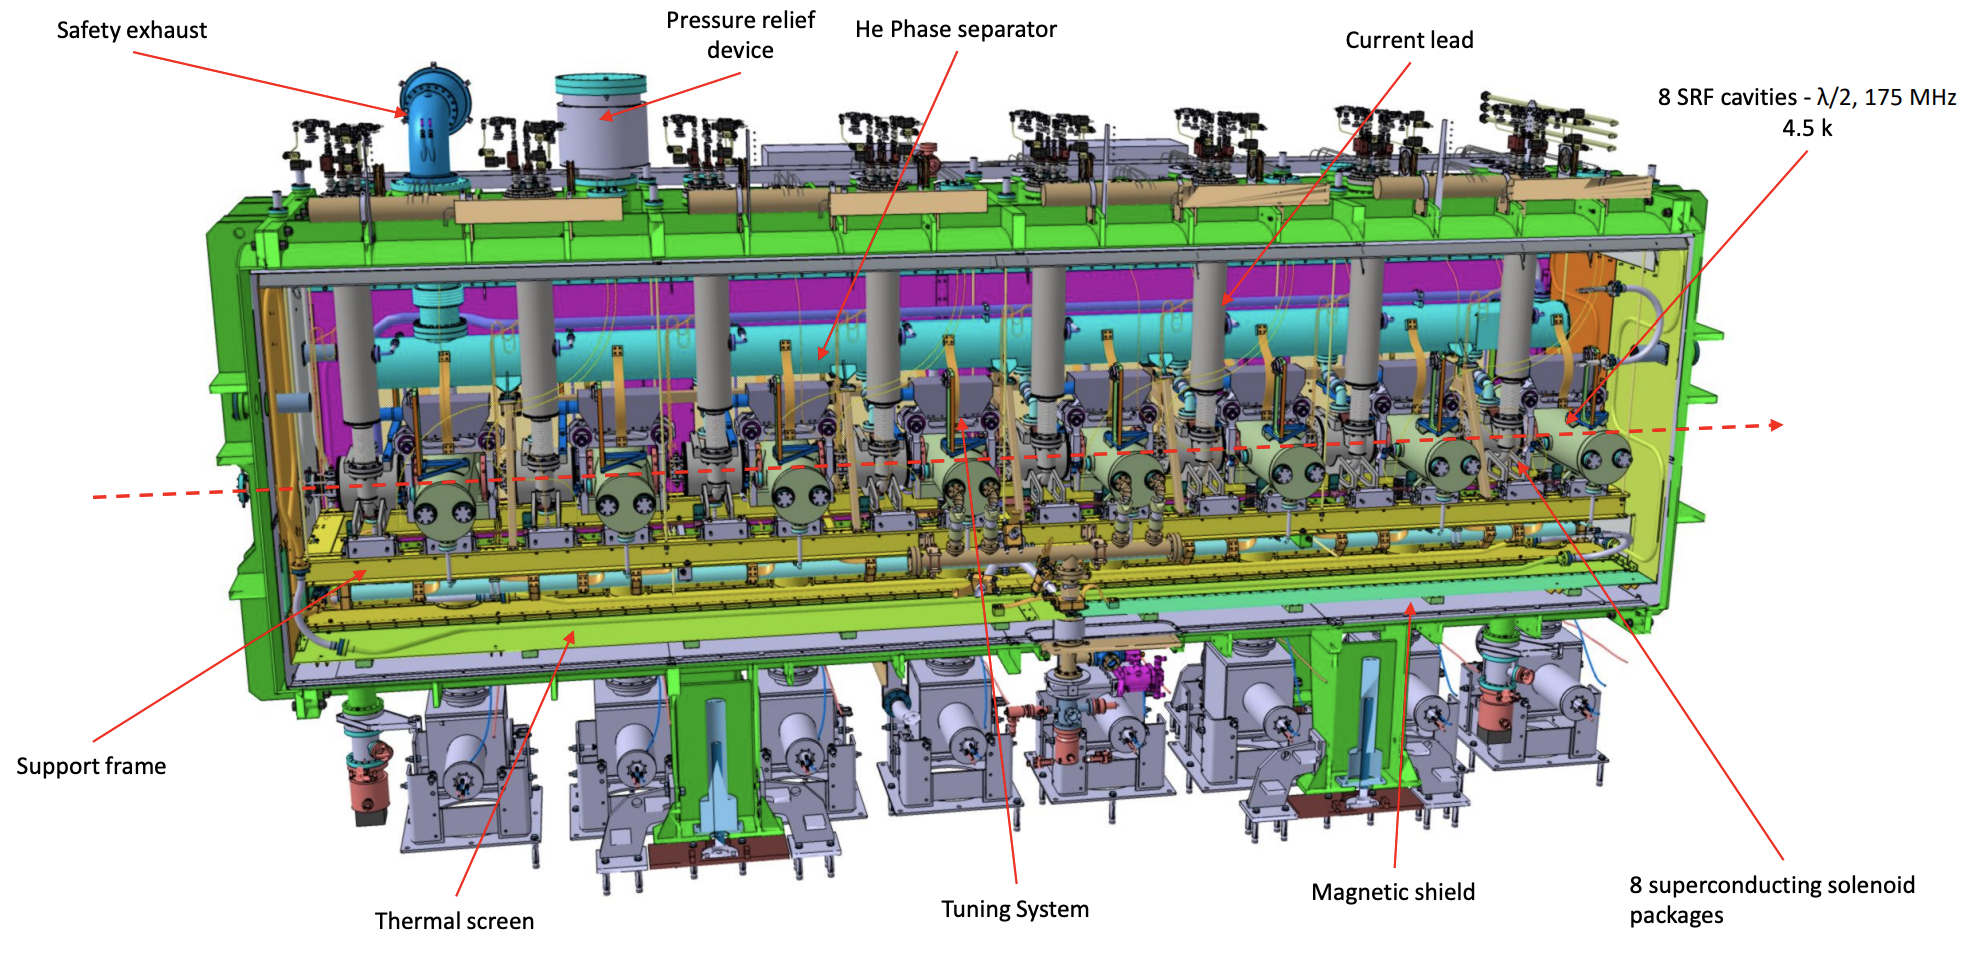 Safety exhaust
Pressure relief
device
He Phase separator
Current lead
8 SRF cavities - λ/2, 175 MHz
4.5 k
Support frame
Thermal screen
Tuning System
Magnetic shield
8 superconducting solenoid
packages